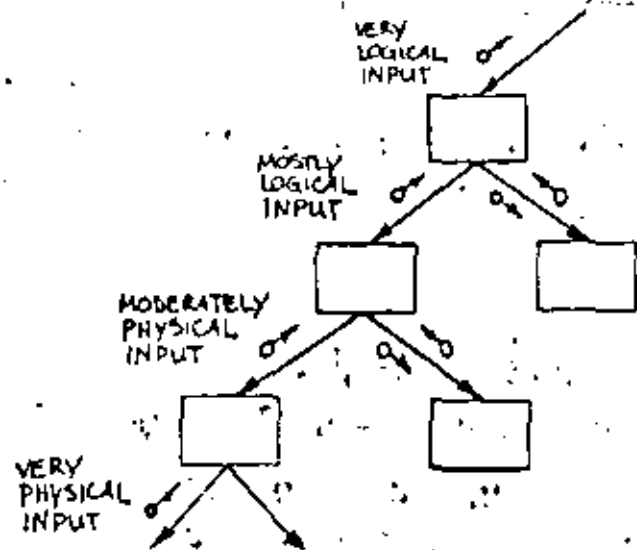 VERY
LOGICAL
INPUT
MOSTLY
LOGICAL
INPUT
MODERATELY
PHYSICAL
INPUT
VERY
PHYSICAL
INPUT